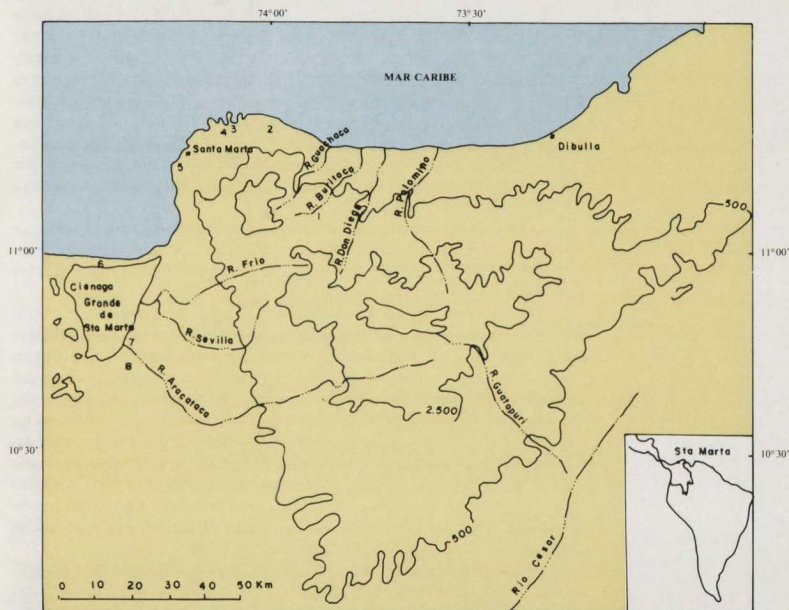 74°00'
73°30'
MAR CARIBE
4
3
2
5
Santa Marta
R. Guachaca
R. Buritaca
R. Don Diego
R. Palomino
Dibulla
500
11°00'
11°00'
6
Cienaga
Grande
de
Sta Marta
7
8
R. Frio
R. Sevilla
R. Aracataca
1
R. Guatapuri
2.500
10°30'
10°30'
500
Rio Cesar
Sta Marta
0 10 20 30 40 50 Km